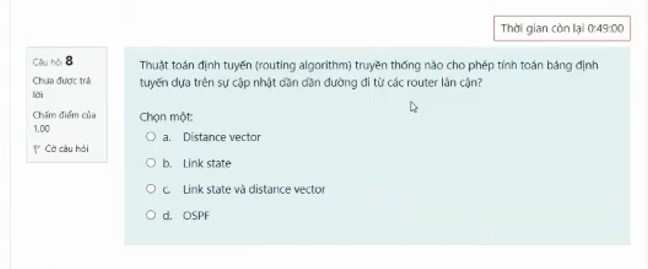 Thời gian còn lại 0:49:00
Câu hỏi 8
Chưa được trả
lời
Chấm điểm của
1,00
Cờ câu hỏi
Thuật toán định tuyến (routing algorithm) truyền thống nào cho phép tính toán bảng định
tuyến dựa trên sự cập nhật dần dần đường đi từ các router lân cận?
Chọn một:
a. Distance vector
b. Link state
c. Link state và distance vector
d. OSPF